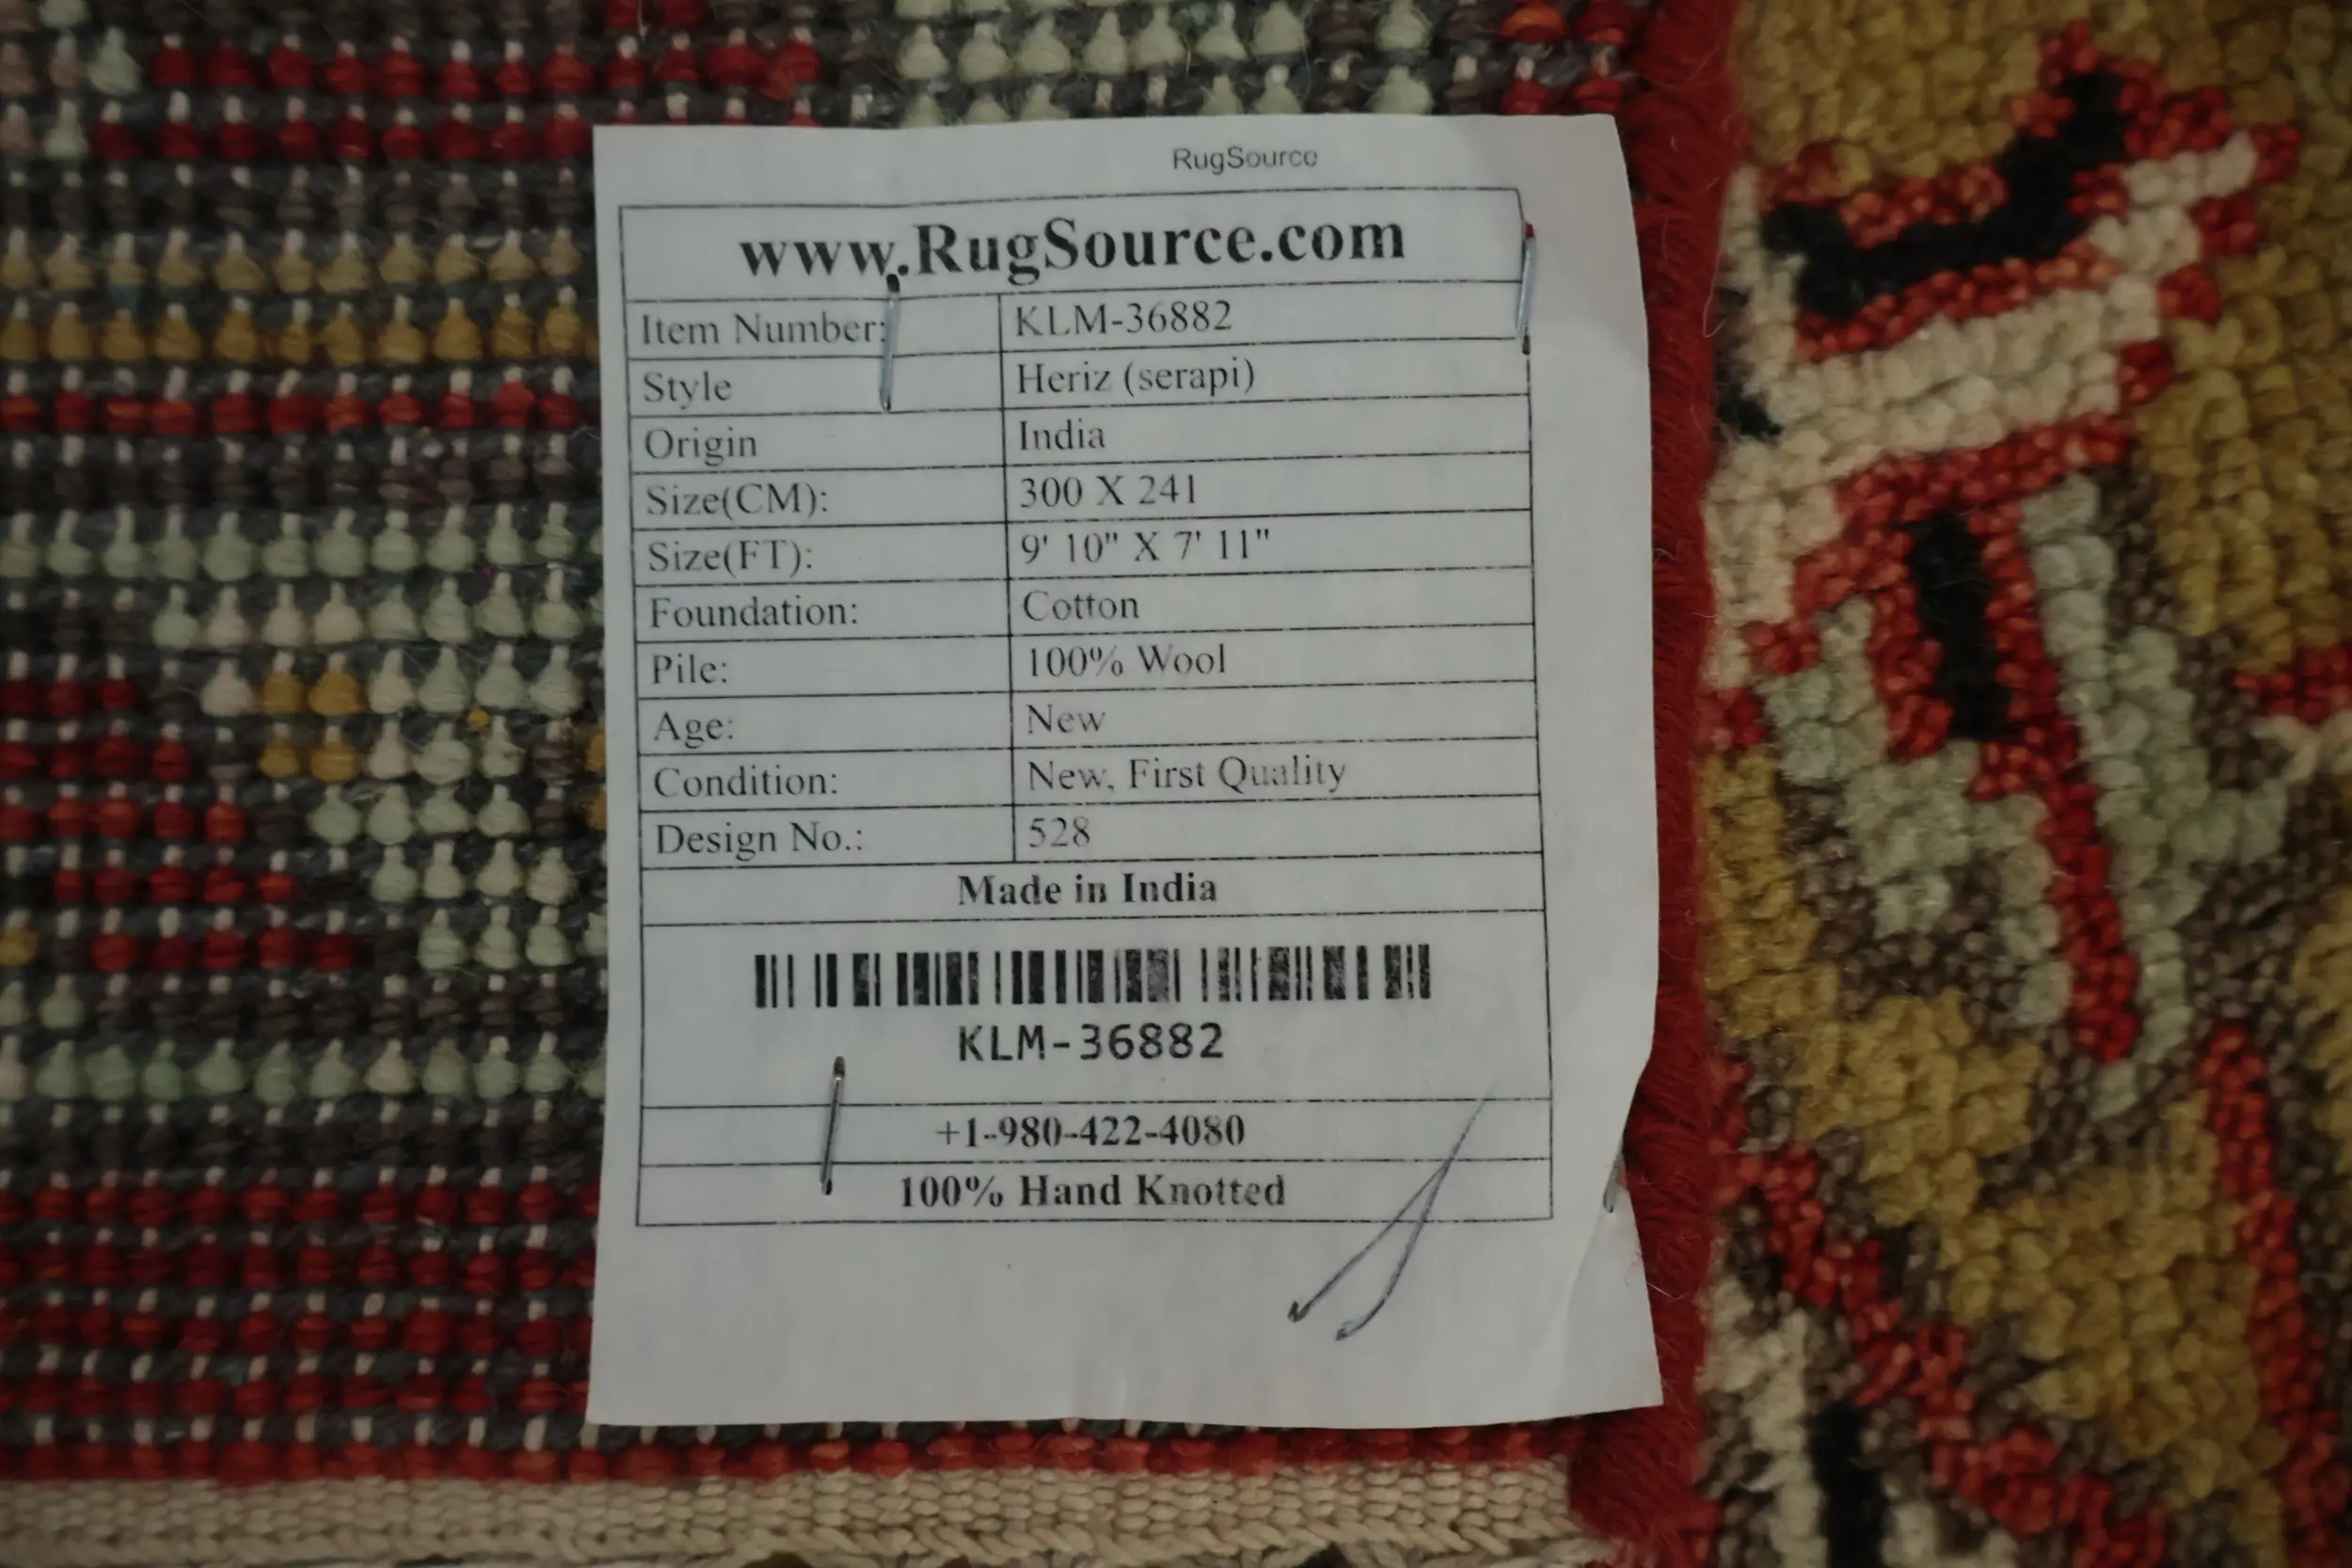 RugSource
www.RugSource.com
Item Number: KLM-36882
Style Heriz (serapi)
Origin India
Size(CM): 300 X 241
Size(FT): 9' 10" X 7' 11"
Foundation: Cotton
Pile: 100% Wool
Age: New
Condition: New, First Quality
Design No.: 528
Made in India
KLM-36882
+1-980-422-4080
100% Hand Knotted